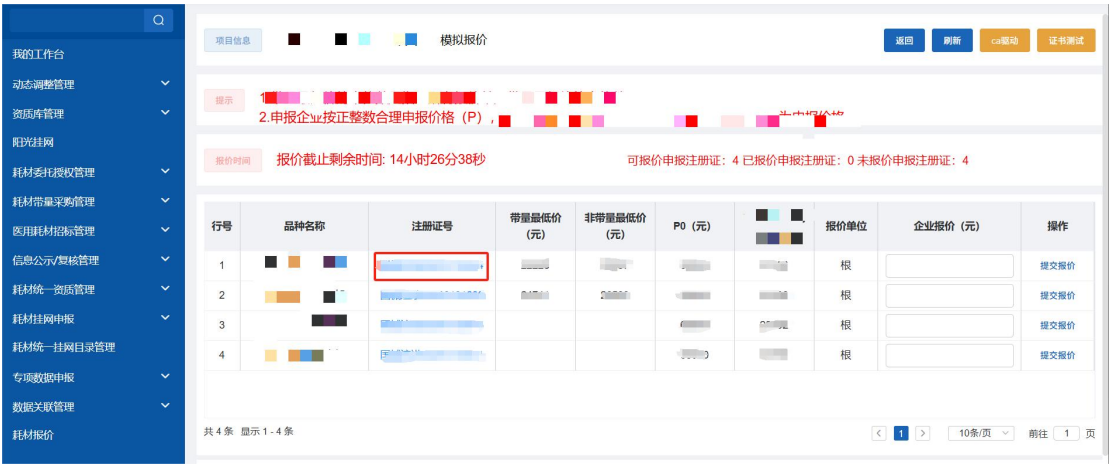 我的工作台
动态调整管理
资质库管理
阳光挂网
耗材委托授权管理
耗材带量采购管理
医用耗材招标管理
信息公示/复核管理
耗材统一资质管理
耗材挂网申报
耗材统一挂网目录管理
专项数据申报
数据关联管理
耗材报价
项目信息 模拟报价 返回 刷新 ca驱动 证书测试
提示
2.申报企业按正整数合理申报价格（P），
报价时间 报价截止剩余时间: 14小时26分38秒 可报价申报注册证：4 已报价申报注册证：0 未报价申报注册证：4
行号 品种名称 注册证号 带量最低价（元） 非带量最低价（元） P0（元） 报价单位 企业报价（元） 操作
1 根 提交报价
2 根 提交报价
3 根 提交报价
4 根 提交报价
共 4 条 显示 1 - 4 条 < 1 > 10条/页 前往 1 页